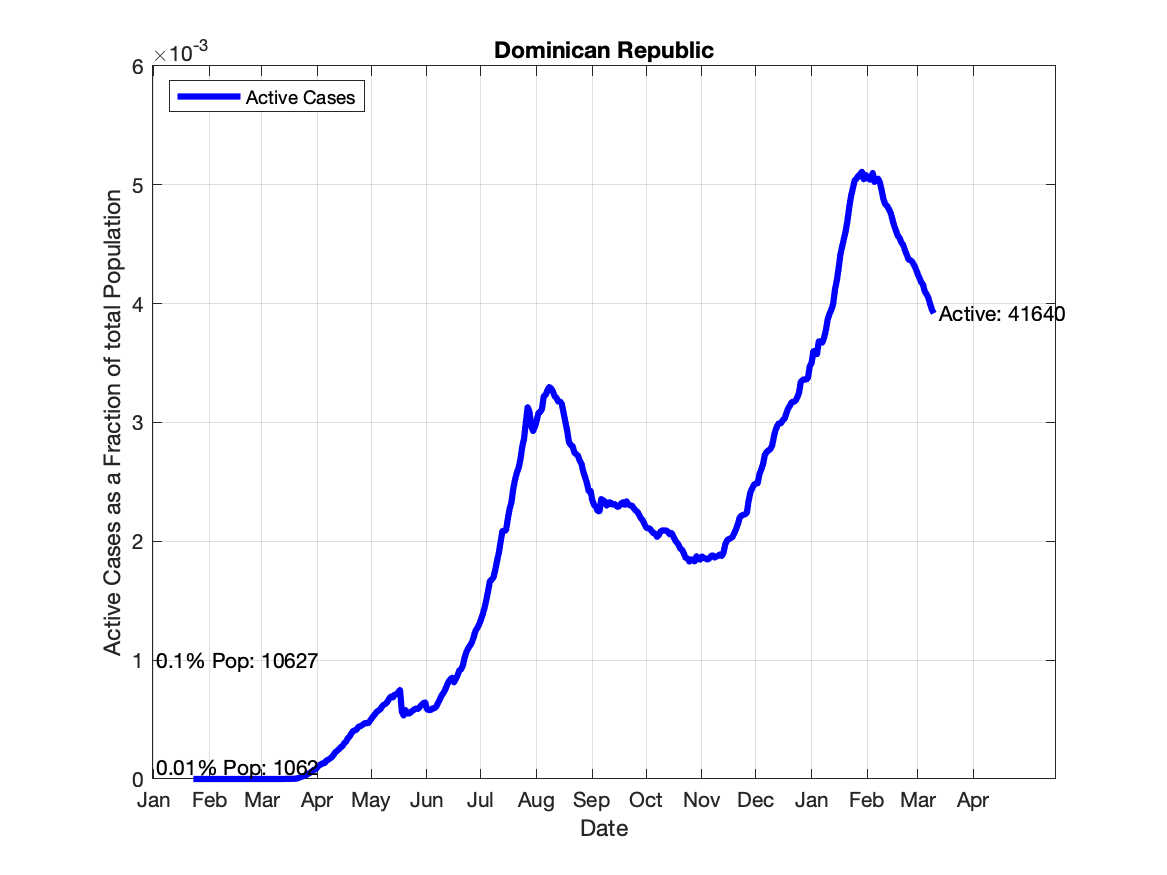 Dominican Republic
×10⁻³
Active Cases
6
5
4
3
2
1
0
Active Cases as a Fraction of total Population
Active: 41640
0.1% Pop: 10627
0.01% Pop: 1062
Jan Feb Mar Apr May Jun Jul Aug Sep Oct Nov Dec Jan Feb Mar Apr
Date